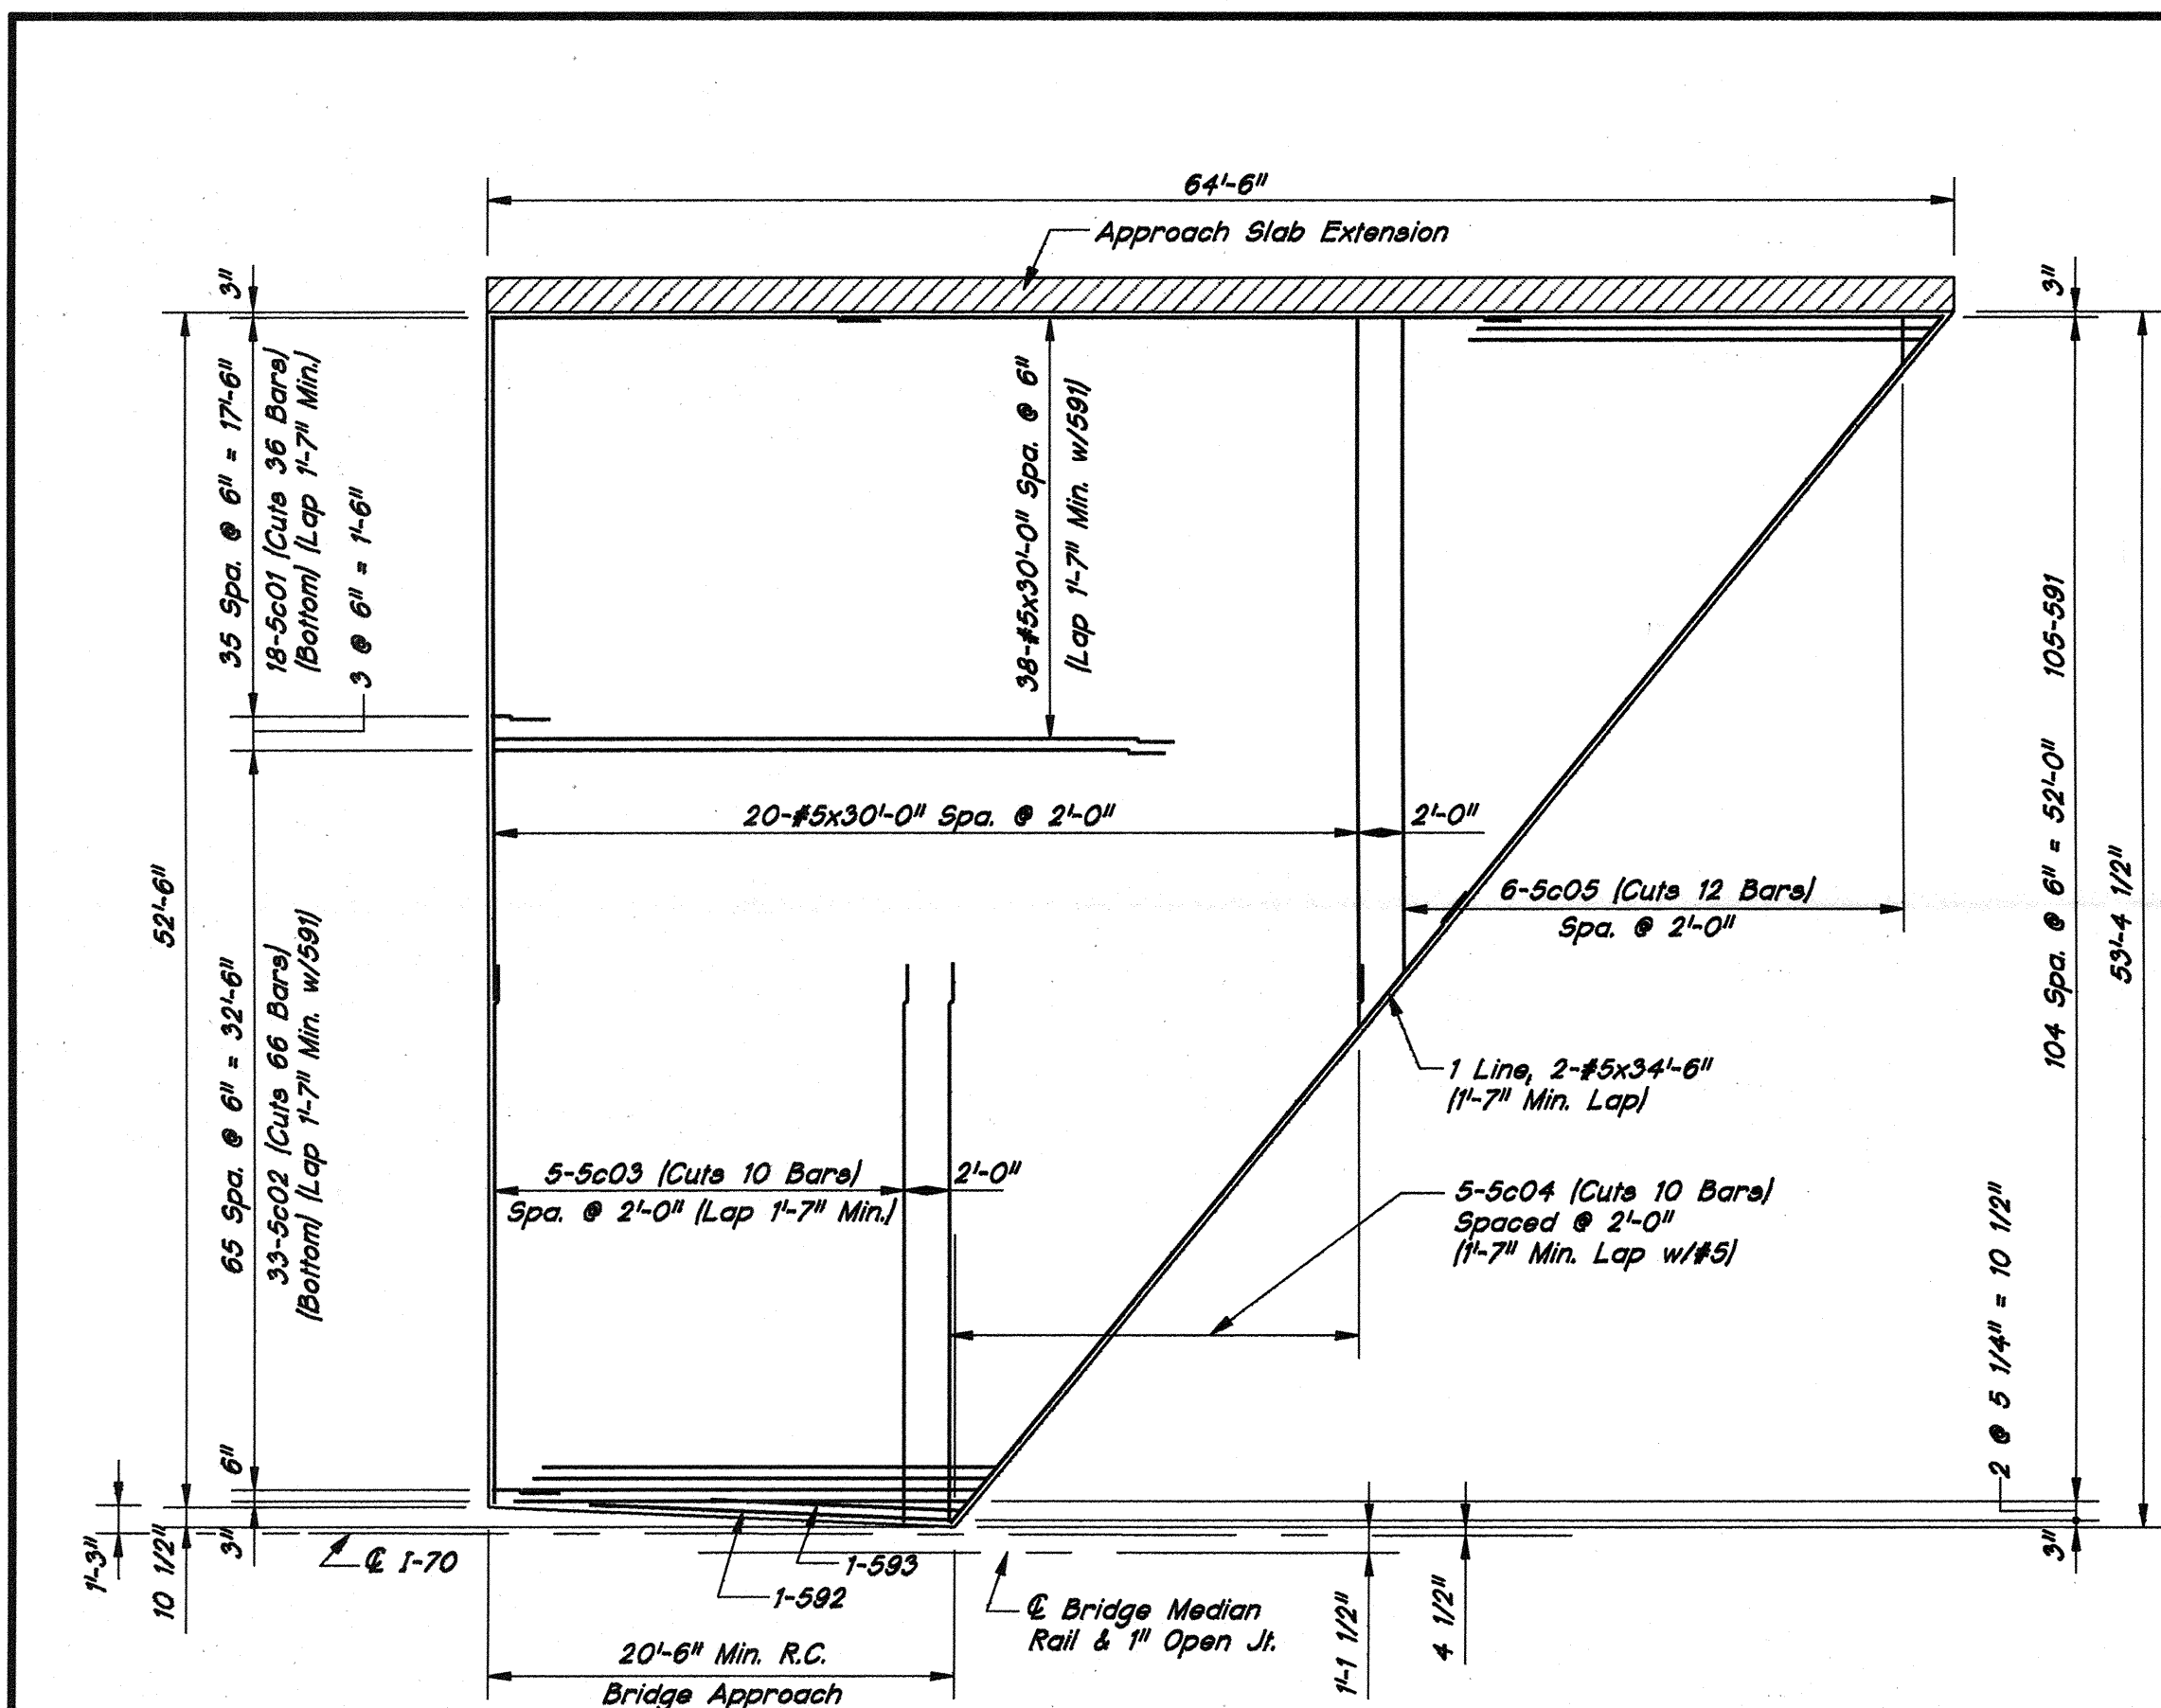 64'-6"
Approach Slab Extension
3"
3"
35 Spa. @ 6" = 17'-6"
18-5c01 (Cuts 36 Bars)
(Bottom) (Lap 1'-7" Min.)
3 @ 6" = 1'-6"
38-#5x30'-0" Spa. @ 6"
(Lap 1'-7" Min. w/591)
105-591
104 Spa. @ 6" = 52'-0"
53'-4 1/2"
52'-6"
20-#5x30'-0" Spa. @ 2'-0"
2'-0"
6-5c05 (Cuts 12 Bars)
Spa. @ 2'-0"
65 Spa. @ 6" = 32'-6"
33-5c02 (Cuts 66 Bars)
(Bottom) (Lap 1'-7" Min. w/591)
1 Line, 2-#5x34'-6"
(1'-7" Min. Lap)
5-5c03 (Cuts 10 Bars)
Spa. @ 2'-0" (Lap 1'-7" Min.)
2'-0"
5-5c04 (Cuts 10 Bars)
Spaced @ 2'-0"
(1'-7" Min. Lap w/#5)
2 @ 5 1/4" = 10 1/2"
6"
3"
1'-3"
10 1/2"
℄ I-70
1-593
1-592
℄ Bridge Median
Rail & 1" Open Jt.
1'-1 1/2"
4 1/2"
3"
20'-6" Min. R.C.
Bridge Approach